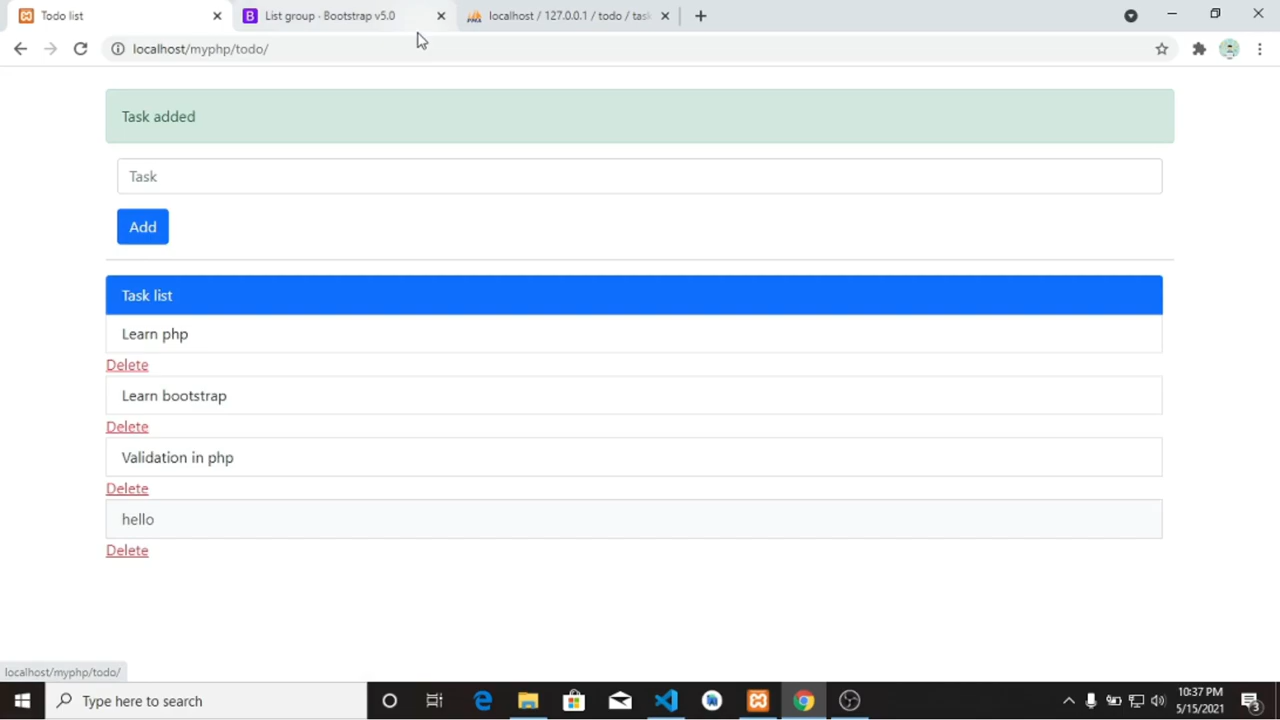 Todo list
List group · Bootstrap v5.0
localhost / 127.0.0.1 / todo / task
localhost/myphp/todo/
Task added
Task
Add
Task list
Learn php
Delete
Learn bootstrap
Delete
Validation in php
Delete
hello
Delete
localhost/myphp/todo/
Type here to search
10:37 PM
5/15/2021
3